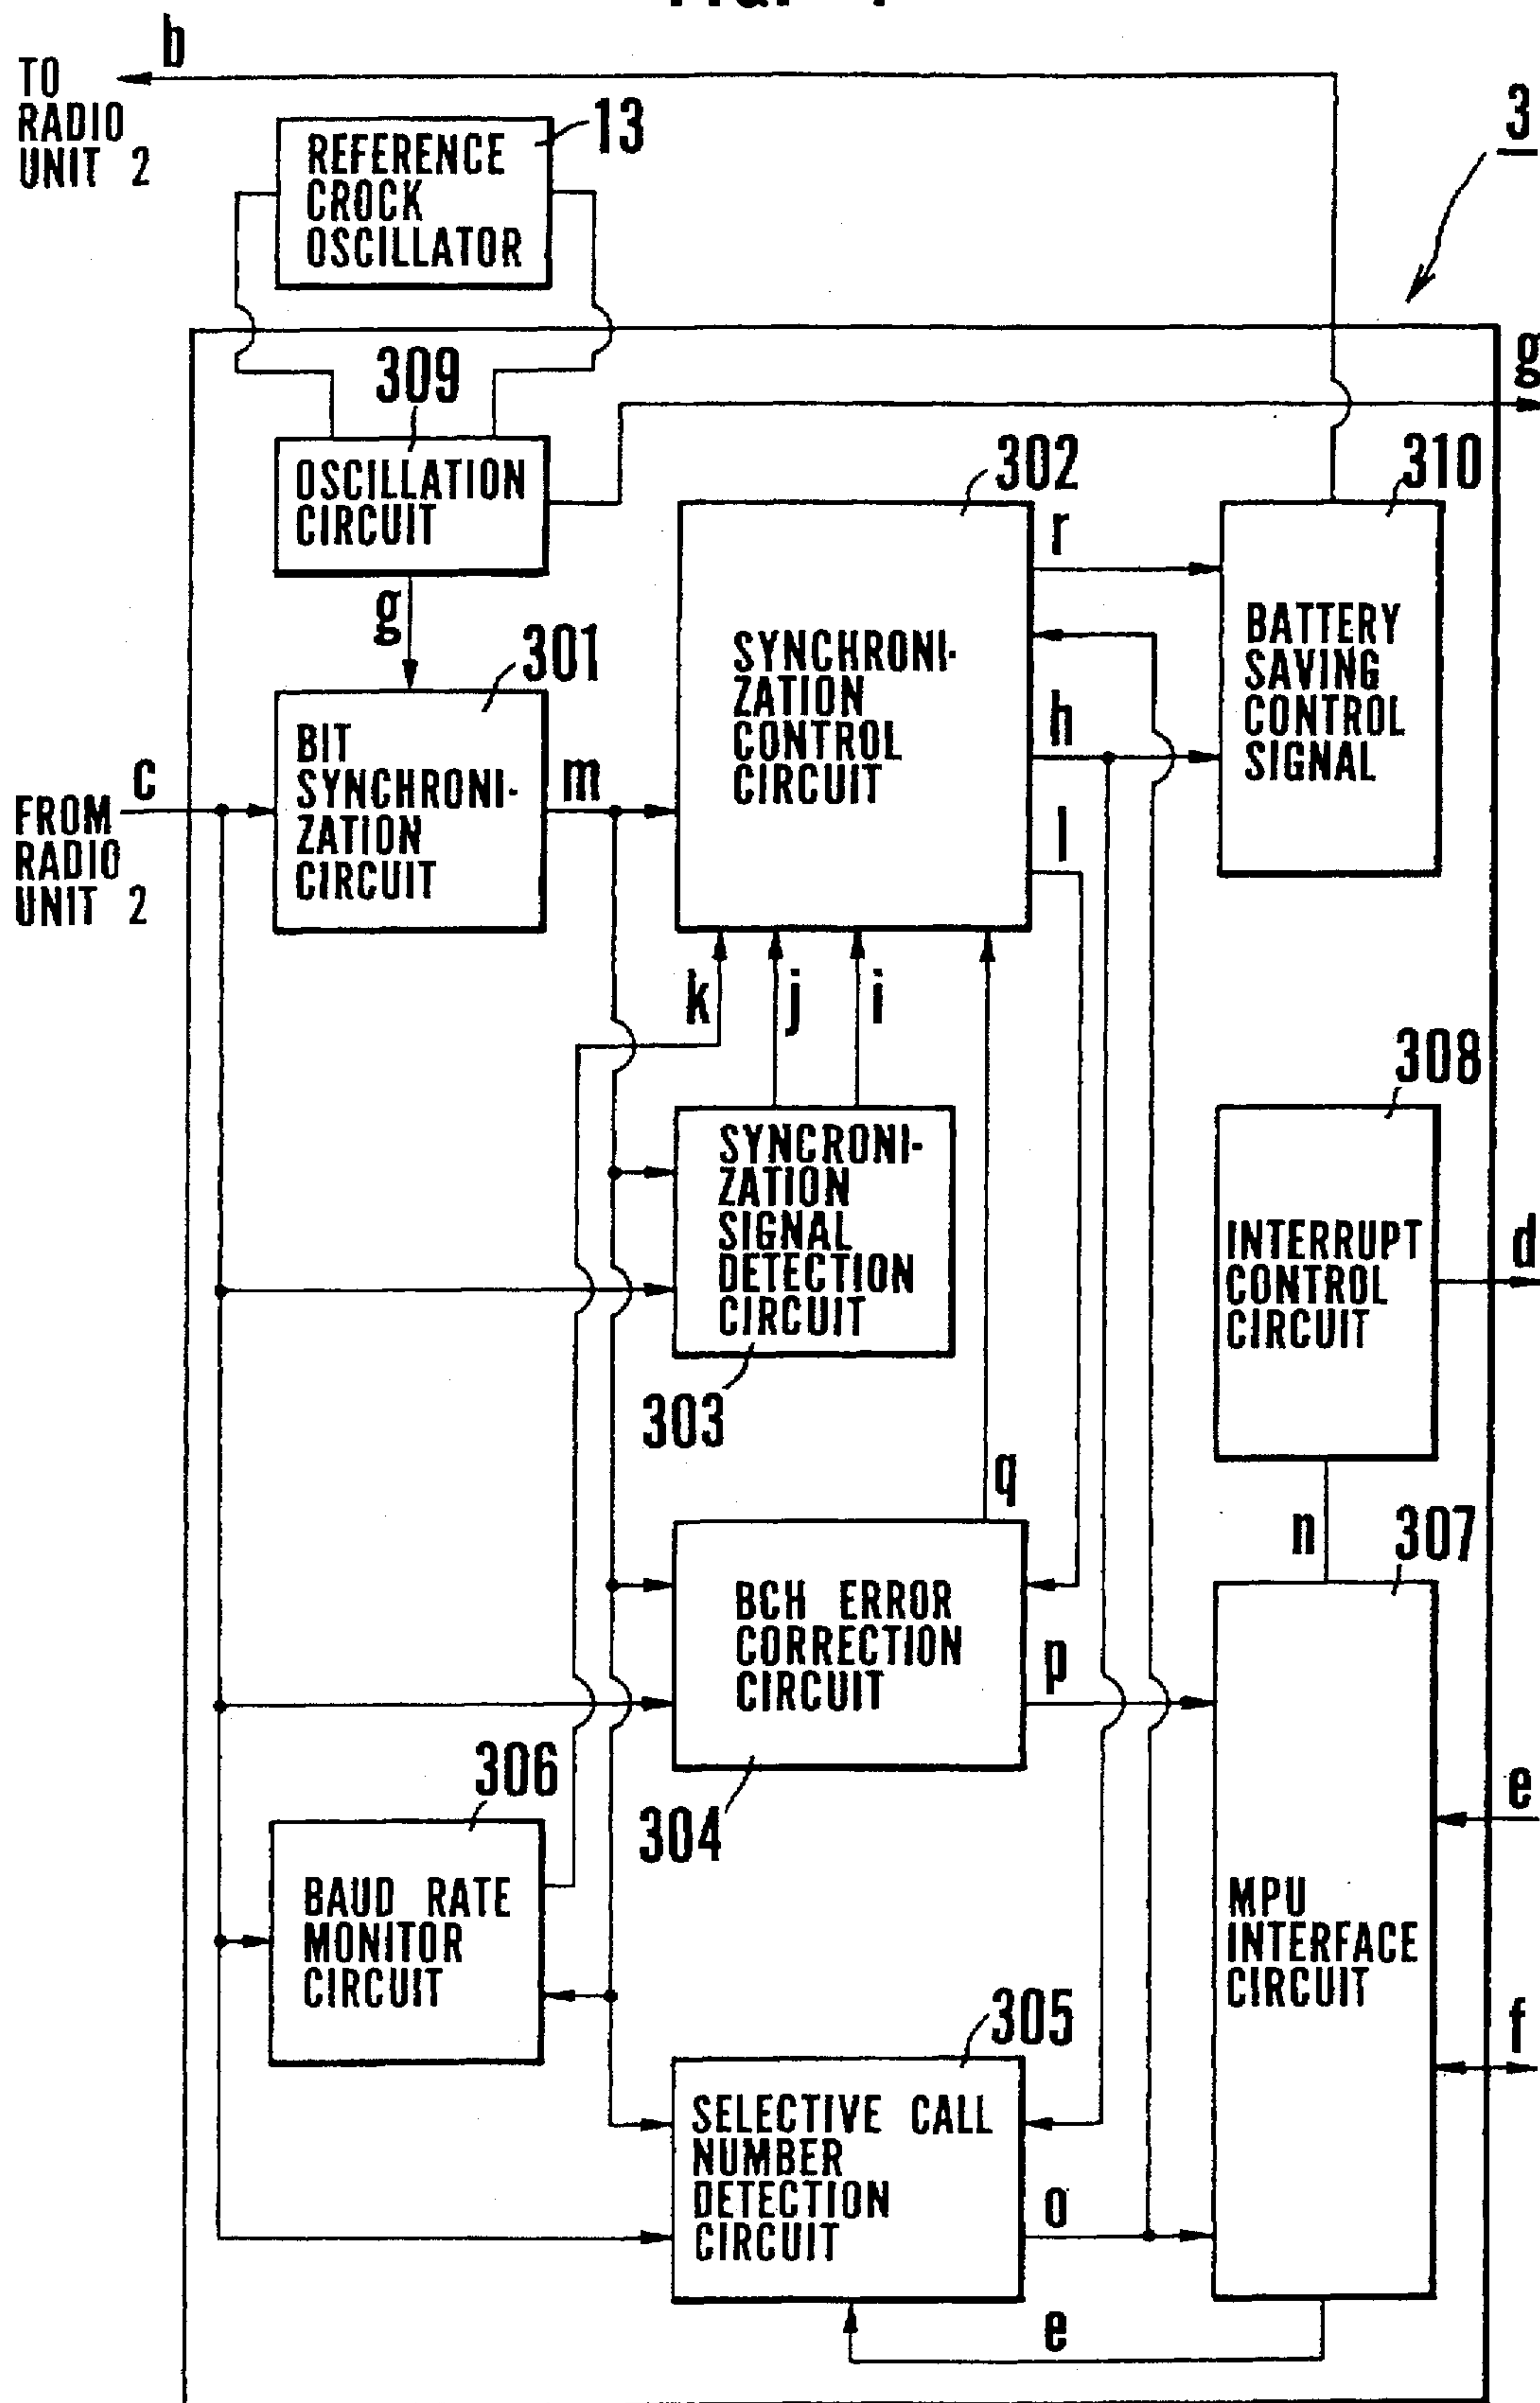 b
TO
RADIO
UNIT 2
13
3
REFERENCE
CROCK
OSCILLATOR
g
309
OSCILLATION
CIRCUIT
302
310
r
g
301
SYNCHRONI-
ZATION
CONTROL
CIRCUIT
BATTERY
SAVING
CONTROL
SIGNAL
h
c
BIT
SYNCHRONI-
ZATION
CIRCUIT
m
l
FROM
RADIO
UNIT 2
k
j
i
308
SYNCRONI-
ZATION
SIGNAL
DETECTION
CIRCUIT
INTERRUPT
CONTROL
CIRCUIT
d
303
q
n
307
BCH ERROR
CORRECTION
CIRCUIT
p
306
304
e
BAUD RATE
MONITOR
CIRCUIT
MPU
INTERFACE
CIRCUIT
305
f
SELECTIVE CALL
NUMBER
DETECTION
CIRCUIT
o
e